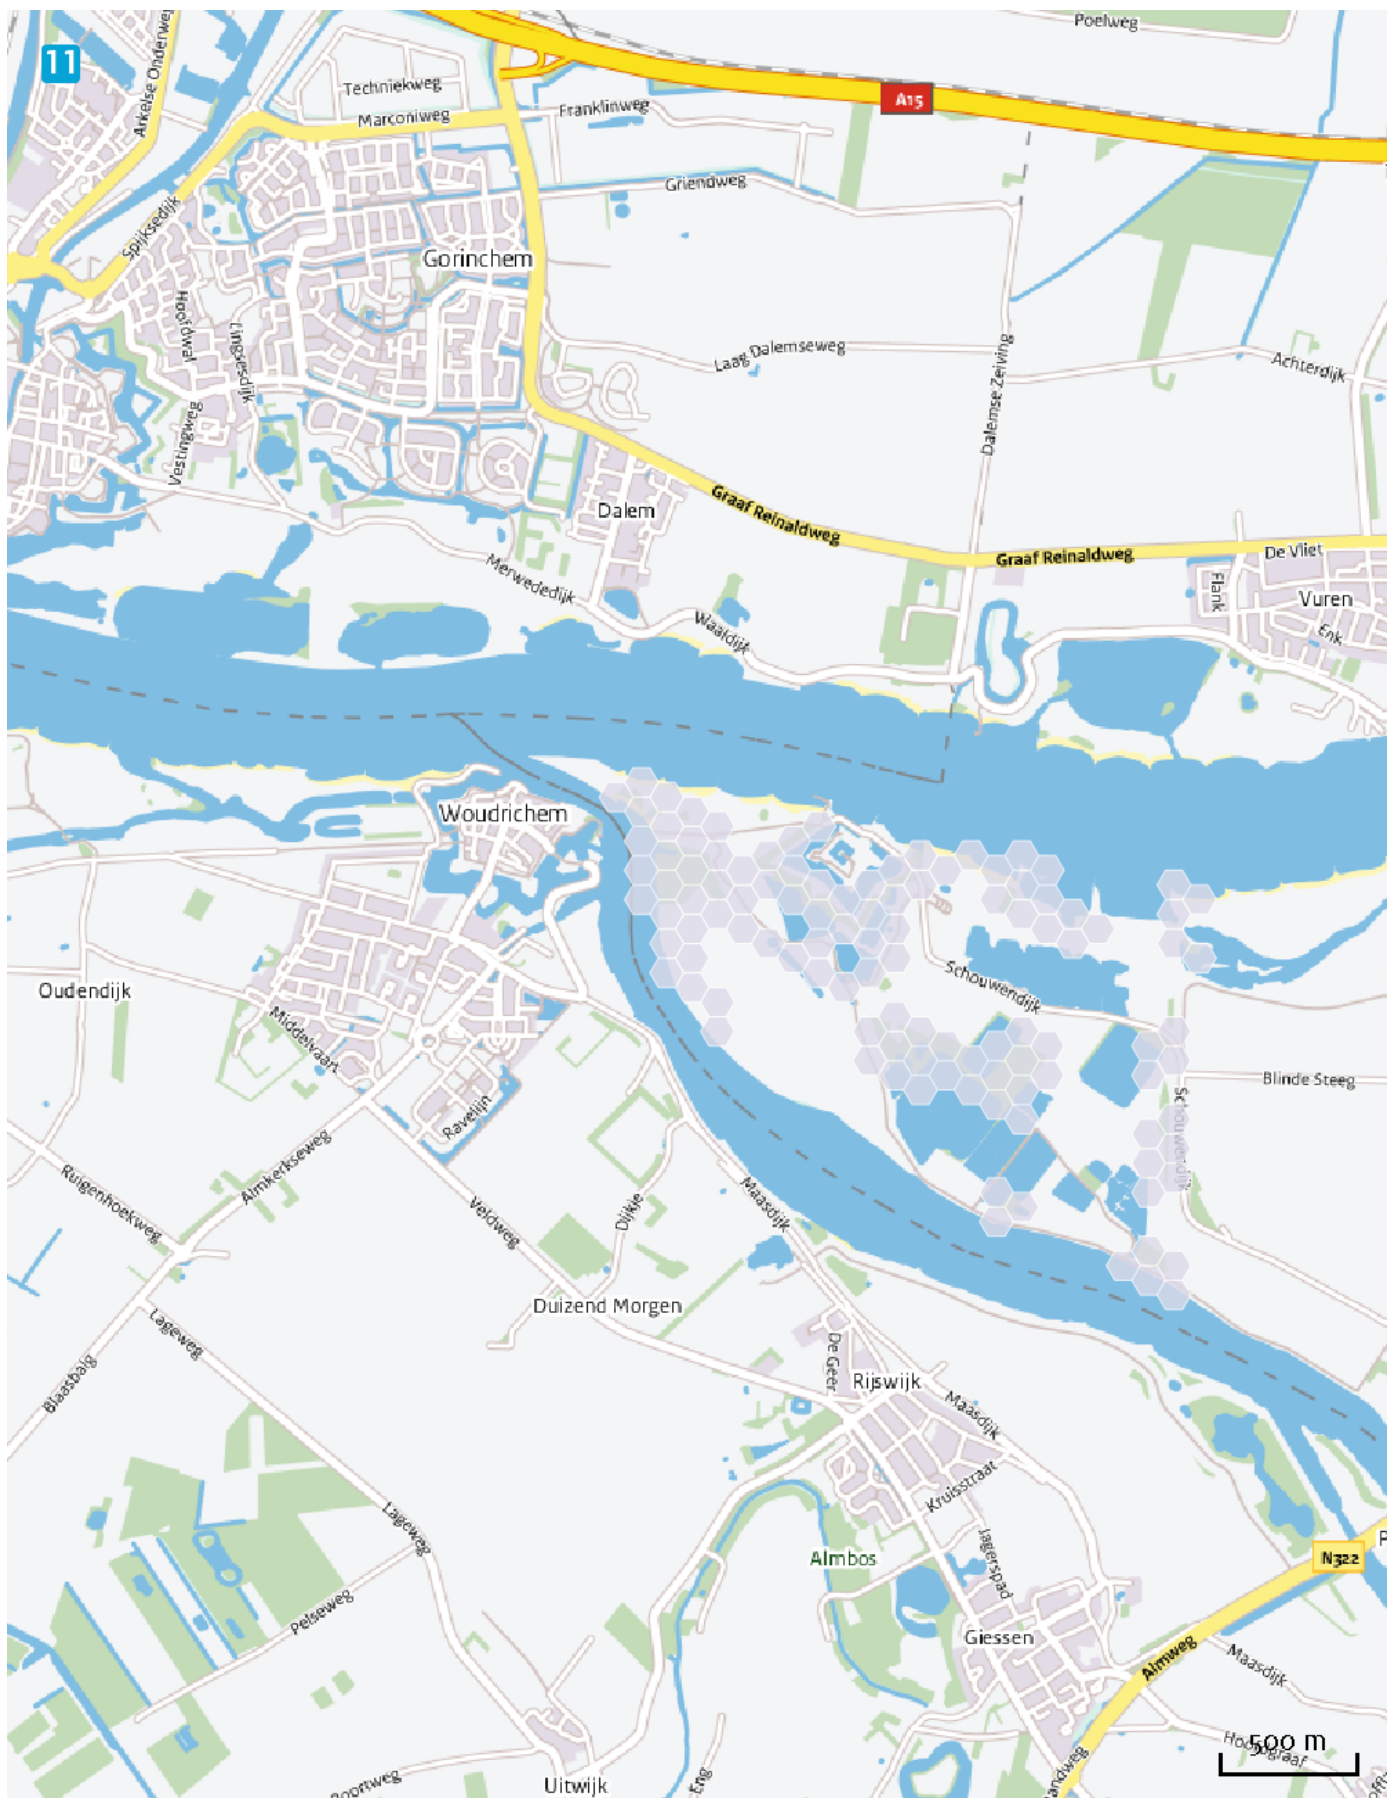 Poelweg
11
Arkelse Onderweg
Techniekweg
A15
Franklinweg
Marconiweg
Griendweg
Spijksedijk
Gorinchem
Hoofdwal
Lingsesdijk
Laag Dalemseweg
Dalemse Zeiving
Achterdijk
Vestingweg
Dalem
Graaf Reinaldweg
Graaf Reinaldweg
De Vliet
Merwededijk
Flank
Vuren
Waaldijk
Enk
Woudrichem
Oudendijk
Schouwendijk
Middelvaart
Blinde Steeg
Ravelijn
Schouwendijk
Almkerkseweg
Ruigenhoekweg
Maasdijk
Dijkje
Veldweg
Duizend Morgen
Lageweg
De Geer
Blaasbalg
Rijswijk
Maasdijk
Kruisstraat
Lageweg
Almbos
Jagerspad
N322
Pelseweg
Giessen
Almweg
Maasdijk
500 m
Uitwijk
Eng